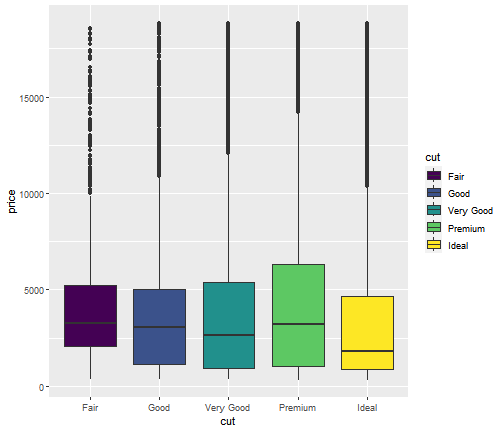 15000
10000
5000
0
price
Fair
Good
Very Good
Premium
Ideal
cut
cut
Fair
Good
Very Good
Premium
Ideal